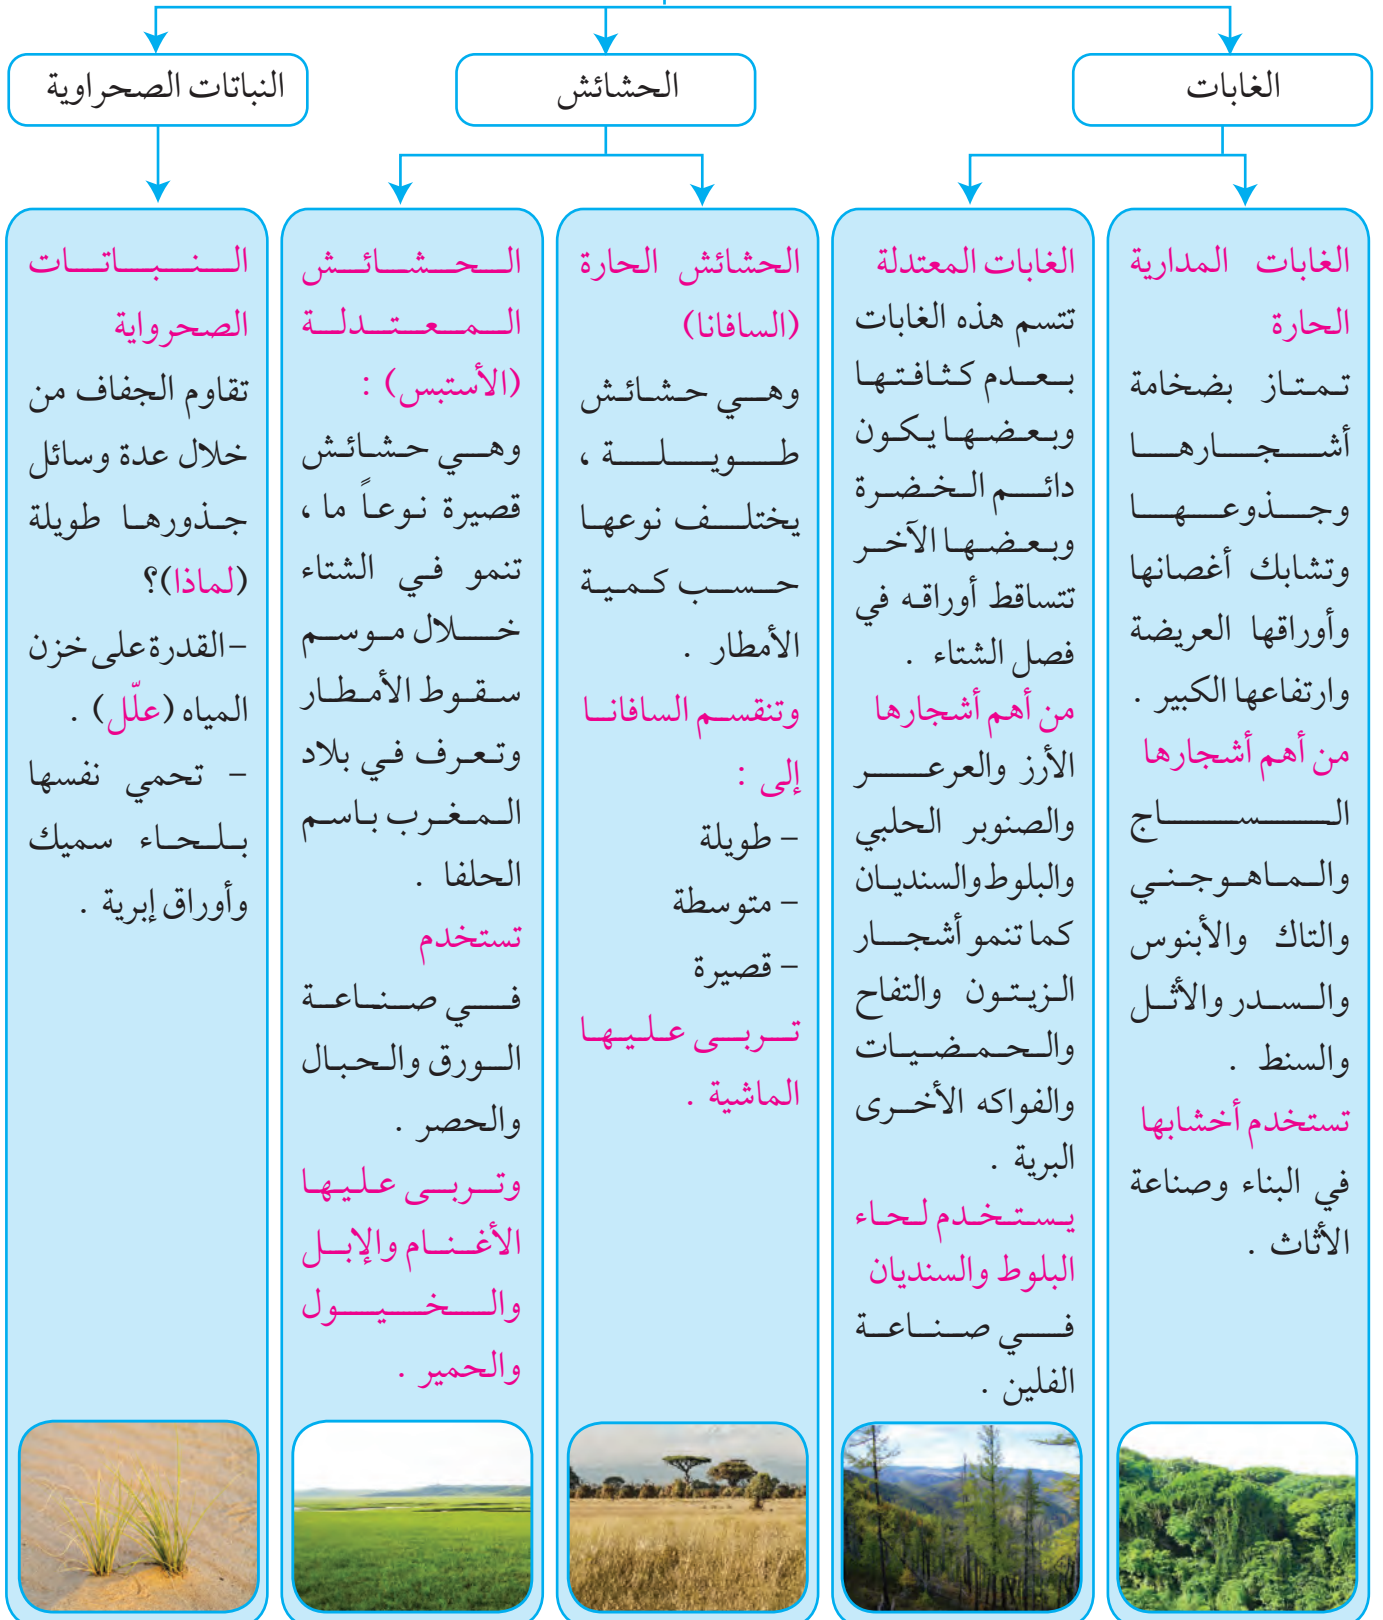 الغابات
الحشائش
النباتات الصحراوية
الغابات المدارية
الحارة
تمتاز بضخامة
أشجارها
وجذوعها
وتشابك أغصانها
وأوراقها العريضة
وارتفاعها الكبير .
من أهم أشجارها
الساج
والماهوجني
والتاك والأبنوس
والسدر والأثل
والسنط .
تستخدم أخشابها
في البناء وصناعة
الأثاث .
الغابات المعتدلة
تتسم هذه الغابات
بعدم كثافتها
وبعضها يكون
دائم الخضرة
وبعضها الآخر
تتساقط أوراقه في
فصل الشتاء .
من أهم أشجارها
الأرز والعرعر
والصنوبر الحلبي
والبلوط والسنديان
كما تنمو أشجار
الزيتون والتفاح
والحمضيات
والفواكه الأخرى
البرية .
يستخدم لحاء
البلوط والسنديان
في صناعة
الفلين .
الحشائش الحارة
(السافانا)
وهي حشائش
طويلة ،
يختلف نوعها
حسب كمية
الأمطار .
وتنقسم السافانا
إلى :
- طويلة
- متوسطة
- قصيرة
تربى عليها
الماشية .
الحشائش
المعتدلة
(الأستبس) :
وهي حشائش
قصيرة نوعاً ما ،
تنمو في الشتاء
خلال موسم
سقوط الأمطار
وتعرف في بلاد
المغرب باسم
الحلفا .
تستخدم
في صناعة
الورق والحبال
والحصر .
وتربى عليها
الأغنام والإبل
والخيول
والحمير .
النباتات
الصحرواية
تقاوم الجفاف من
خلال عدة وسائل
جذورها طويلة
(لماذا)؟
-القدرة على خزن
المياه (علّل) .
- تحمي نفسها
بلحاء سميك
وأوراق إبرية .